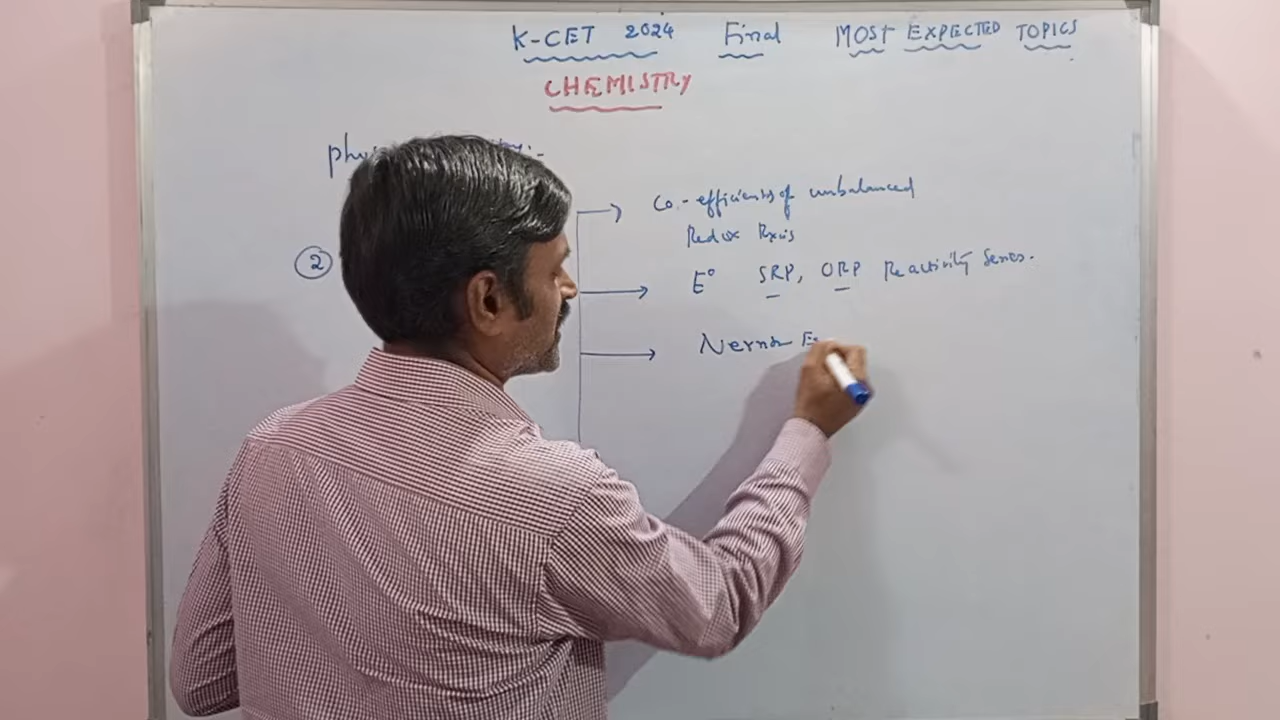 K-CET 2024 Final MOST EXPECTED TOPICS
CHEMISTRY
Co-efficients of unbalanced
Redox Rxns
2
E° SRP, ORP Reactivity Series.
Nernst E